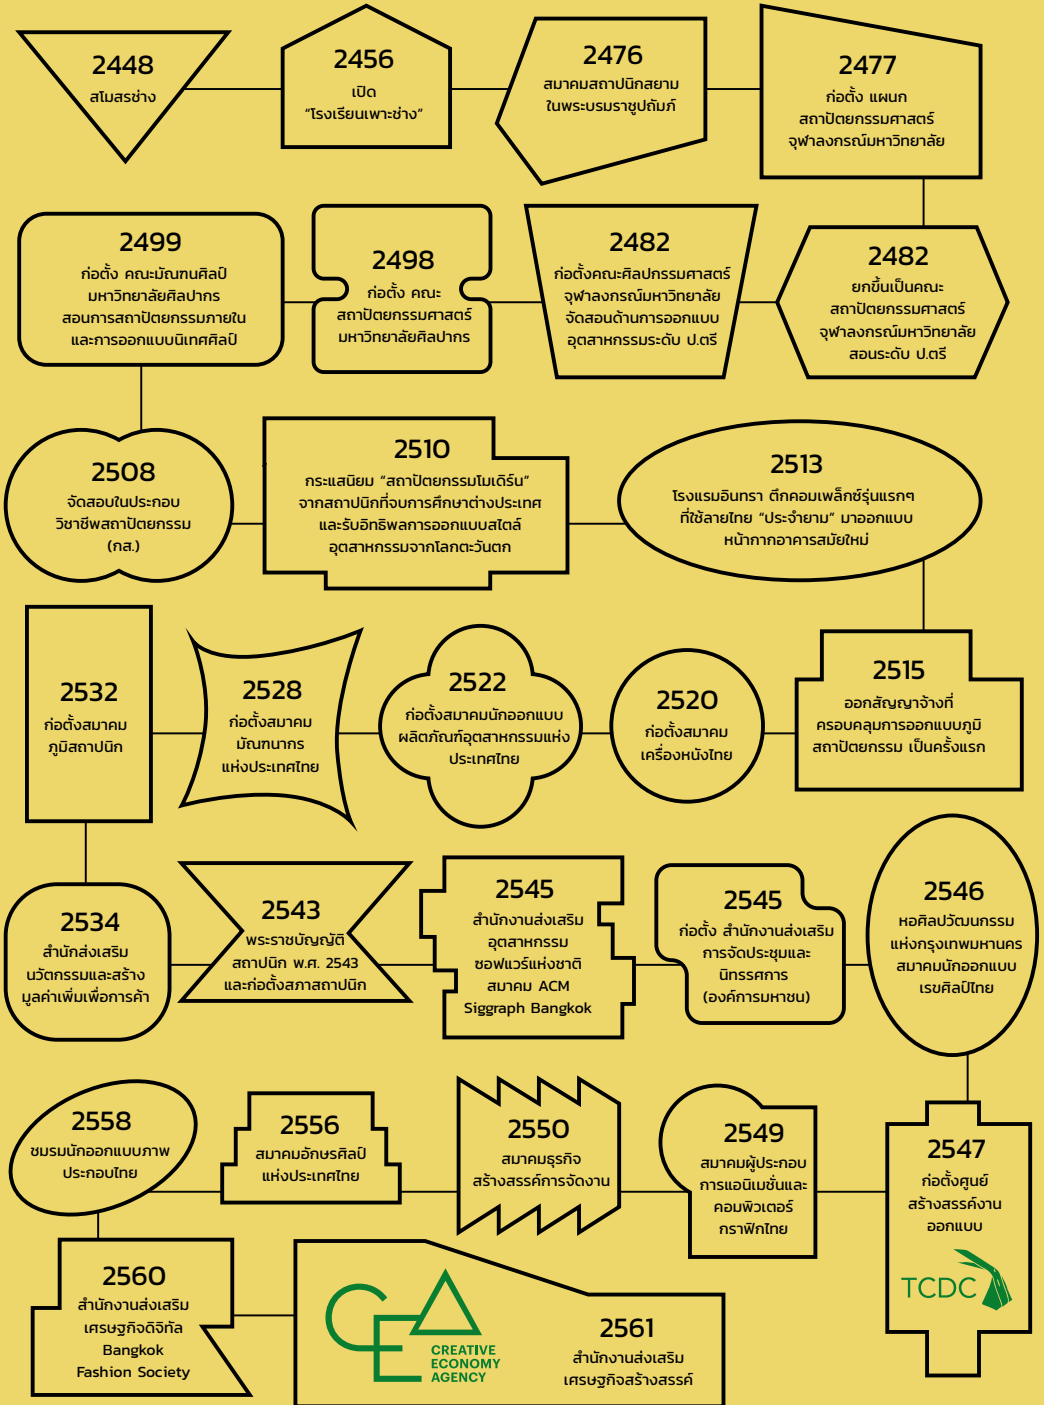 2448
สโมสรช่าง
2456
เปิด
"โรงเรียนเพาะช่าง"
2476
สมาคมสถาปนิกสยาม
ในพระบรมราชูปถัมภ์
2477
ก่อตั้ง แผนก
สถาปัตยกรรมศาสตร์
จุฬาลงกรณ์มหาวิทยาลัย
2482
ยกขึ้นเป็นคณะ
สถาปัตยกรรมศาสตร์
จุฬาลงกรณ์มหาวิทยาลัย
สอนระดับ ป.ตรี
2482
ก่อตั้งคณะศิลปกรรมศาสตร์
จุฬาลงกรณ์มหาวิทยาลัย
จัดสอนด้านการออกแบบ
อุตสาหกรรมระดับ ป.ตรี
2498
ก่อตั้ง คณะ
สถาปัตยกรรมศาสตร์
มหาวิทยาลัยศิลปากร
2499
ก่อตั้ง คณะมัณฑนศิลป์
มหาวิทยาลัยศิลปากร
สอนการสถาปัตยกรรมภายใน
และการออกแบบนิเทศศิลป์
2508
จัดสอบใบประกอบ
วิชาชีพสถาปัตยกรรม
(กส.)
2510
กระแสนิยม "สถาปัตยกรรมโมเดิร์น"
จากสถาปนิกที่จบการศึกษาต่างประเทศ
และรับอิทธิพลการออกแบบสไตล์
อุตสาหกรรมจากโลกตะวันตก
2513
โรงแรมอินทรา ตึกคอมเพล็กซ์รุ่นแรกๆ
ที่ใช้ลายไทย "ประจำยาม" มาออกแบบ
หน้ากากอาคารสมัยใหม่
2515
ออกสัญญาจ้างที่
ครอบคลุมการออกแบบภูมิ
สถาปัตยกรรม เป็นครั้งแรก
2520
ก่อตั้งสมาคม
เครื่องหนังไทย
2522
ก่อตั้งสมาคมนักออกแบบ
ผลิตภัณฑ์อุตสาหกรรมแห่ง
ประเทศไทย
2528
ก่อตั้งสมาคม
มัณฑนากร
แห่งประเทศไทย
2532
ก่อตั้งสมาคม
ภูมิสถาปนิก
2534
สำนักส่งเสริม
นวัตกรรมและสร้าง
มูลค่าเพิ่มเพื่อการค้า
2543
พระราชบัญญัติ
สถาปนิก พ.ศ. 2543
และก่อตั้งสภาสถาปนิก
2545
สำนักงานส่งเสริม
อุตสาหกรรม
ซอฟแวร์แห่งชาติ
สมาคม ACM
Siggraph Bangkok
2545
ก่อตั้ง สำนักงานส่งเสริม
การจัดประชุมและ
นิทรรศการ
(องค์การมหาชน)
2546
หอศิลปวัฒนกรรม
แห่งกรุงเทพมหานคร
สมาคมนักออกแบบ
เรขศิลป์ไทย
2547
ก่อตั้งศูนย์
สร้างสรรค์งาน
ออกแบบ
TCDC
2549
สมาคมผู้ประกอบ
การแอนิเมชั่นและ
คอมพิวเตอร์
กราฟิกไทย
2550
สมาคมธุรกิจ
สร้างสรรค์การจัดงาน
2556
สมาคมอักษรศิลป์
แห่งประเทศไทย
2558
ชมรมนักออกแบบภาพ
ประกอบไทย
2560
สำนักงานส่งเสริม
เศรษฐกิจดิจิทัล
Bangkok
Fashion Society
CEA
CREATIVE
ECONOMY
AGENCY
2561
สำนักงานส่งเสริม
เศรษฐกิจสร้างสรรค์